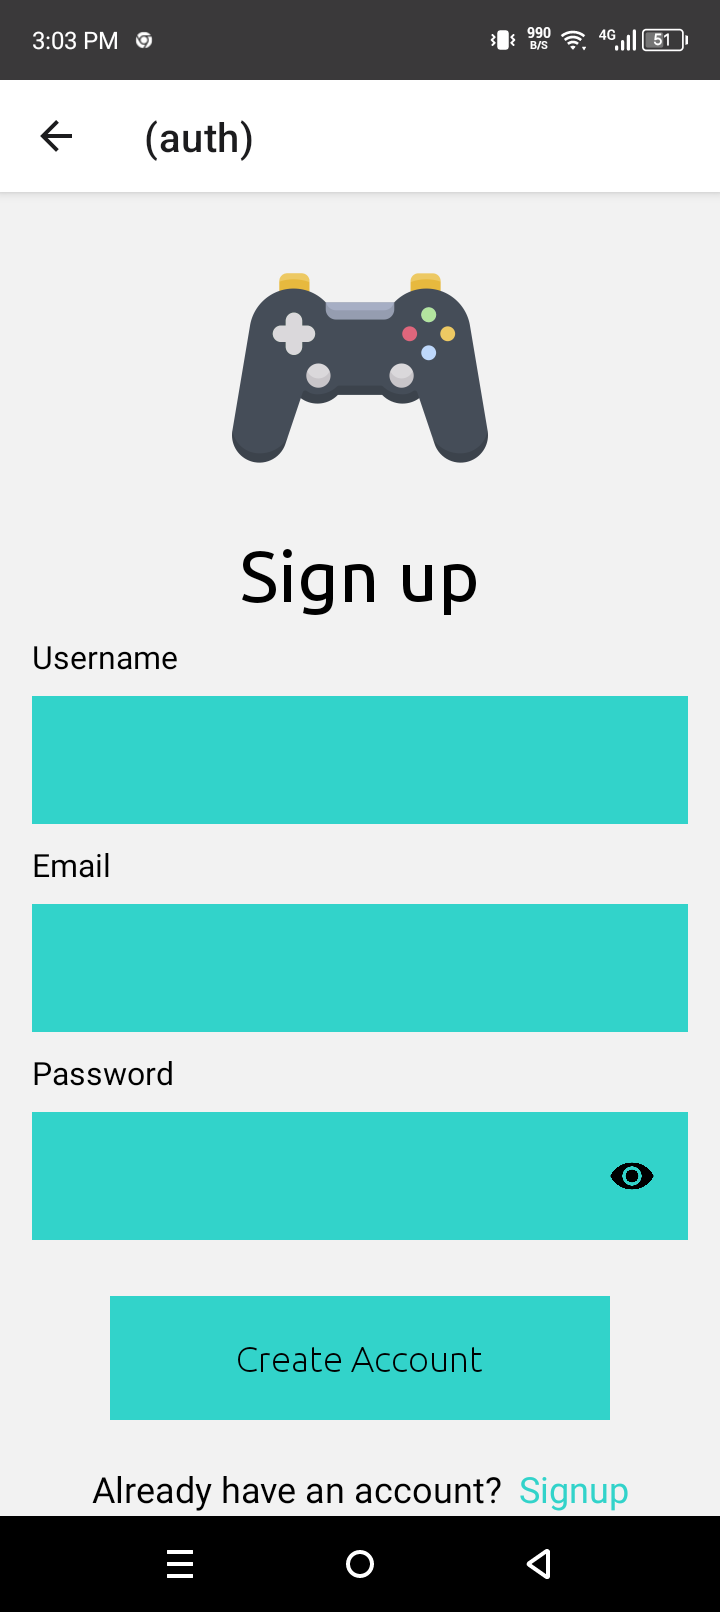 3:03 PM 990 B/S 4G 51
(auth)
Sign up
Username
Email
Password
Create Account
Already have an account? Signup